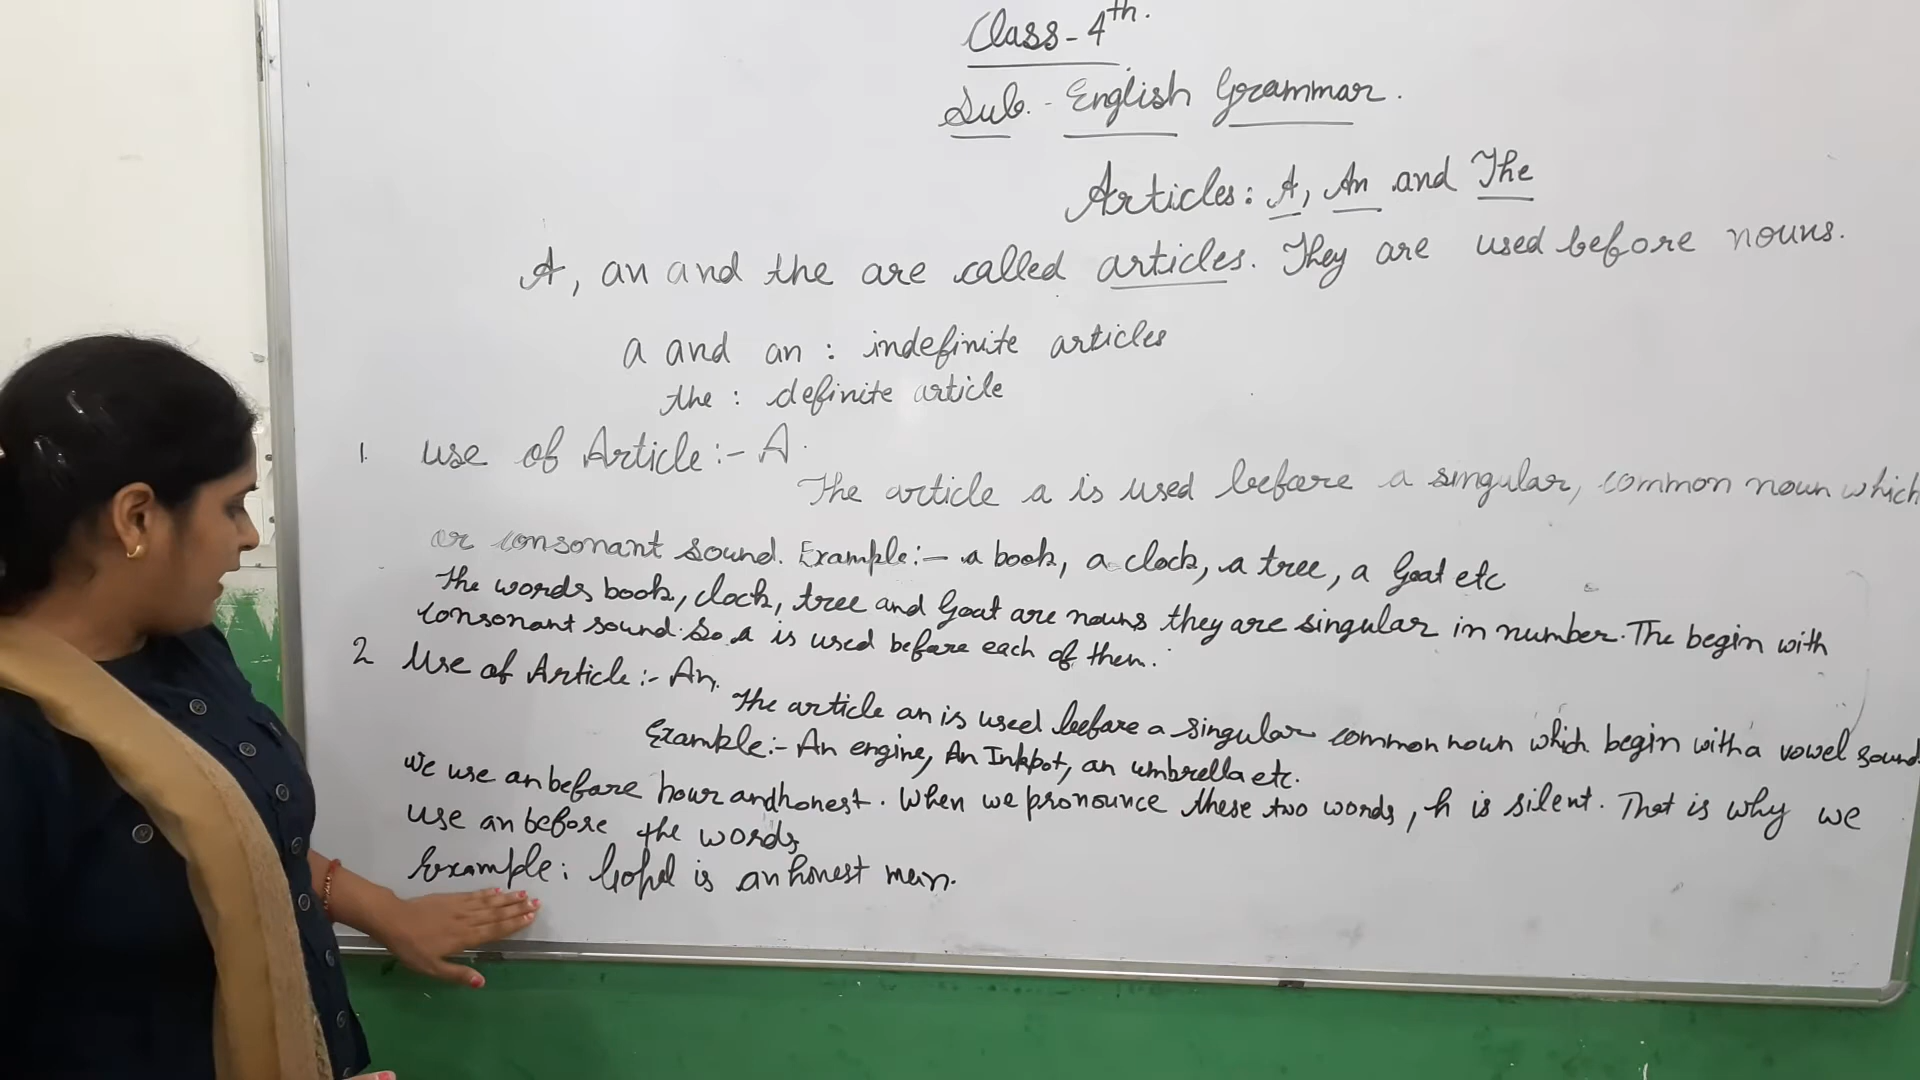 Class - 4th.
Sub. - English Grammar.
Articles: A, An and The
A, an and the are called articles. They are used before nouns.
a and an : indefinite articles
the : definite article
1. Use of Article :- A.
The article a is used before a singular, common noun which
or consonant sound. Example :- a book, a clock, a tree, a Goat etc
The words book, clock, tree and Goat are nouns they are singular in number. The begin with
consonant sound. So a is used before each of them.
2 Use of Article :- An.
The article an is used before a singular common noun which begin with a vowel sound
Example :- An engine, An Inkpot, an umbrella etc.
We use an before hour and honest. When we pronounce these two words, h is silent. That is why we
use an before the words
Example : Gopal is an honest man.